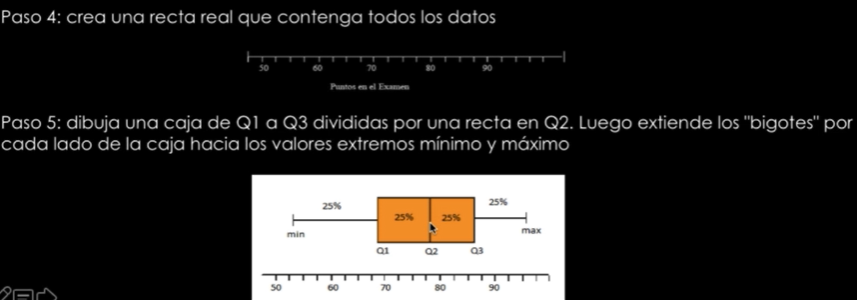 Paso 4: crea una recta real que contenga todos los datos
50 60 70 80 90
Puntos en el Examen
Paso 5: dibuja una caja de Q1 a Q3 divididas por una recta en Q2. Luego extiende los "bigotes" por
cada lado de la caja hacia los valores extremos mínimo y máximo
25% 25% 25% 25%
min max
Q1 Q2 Q3
50 60 70 80 90